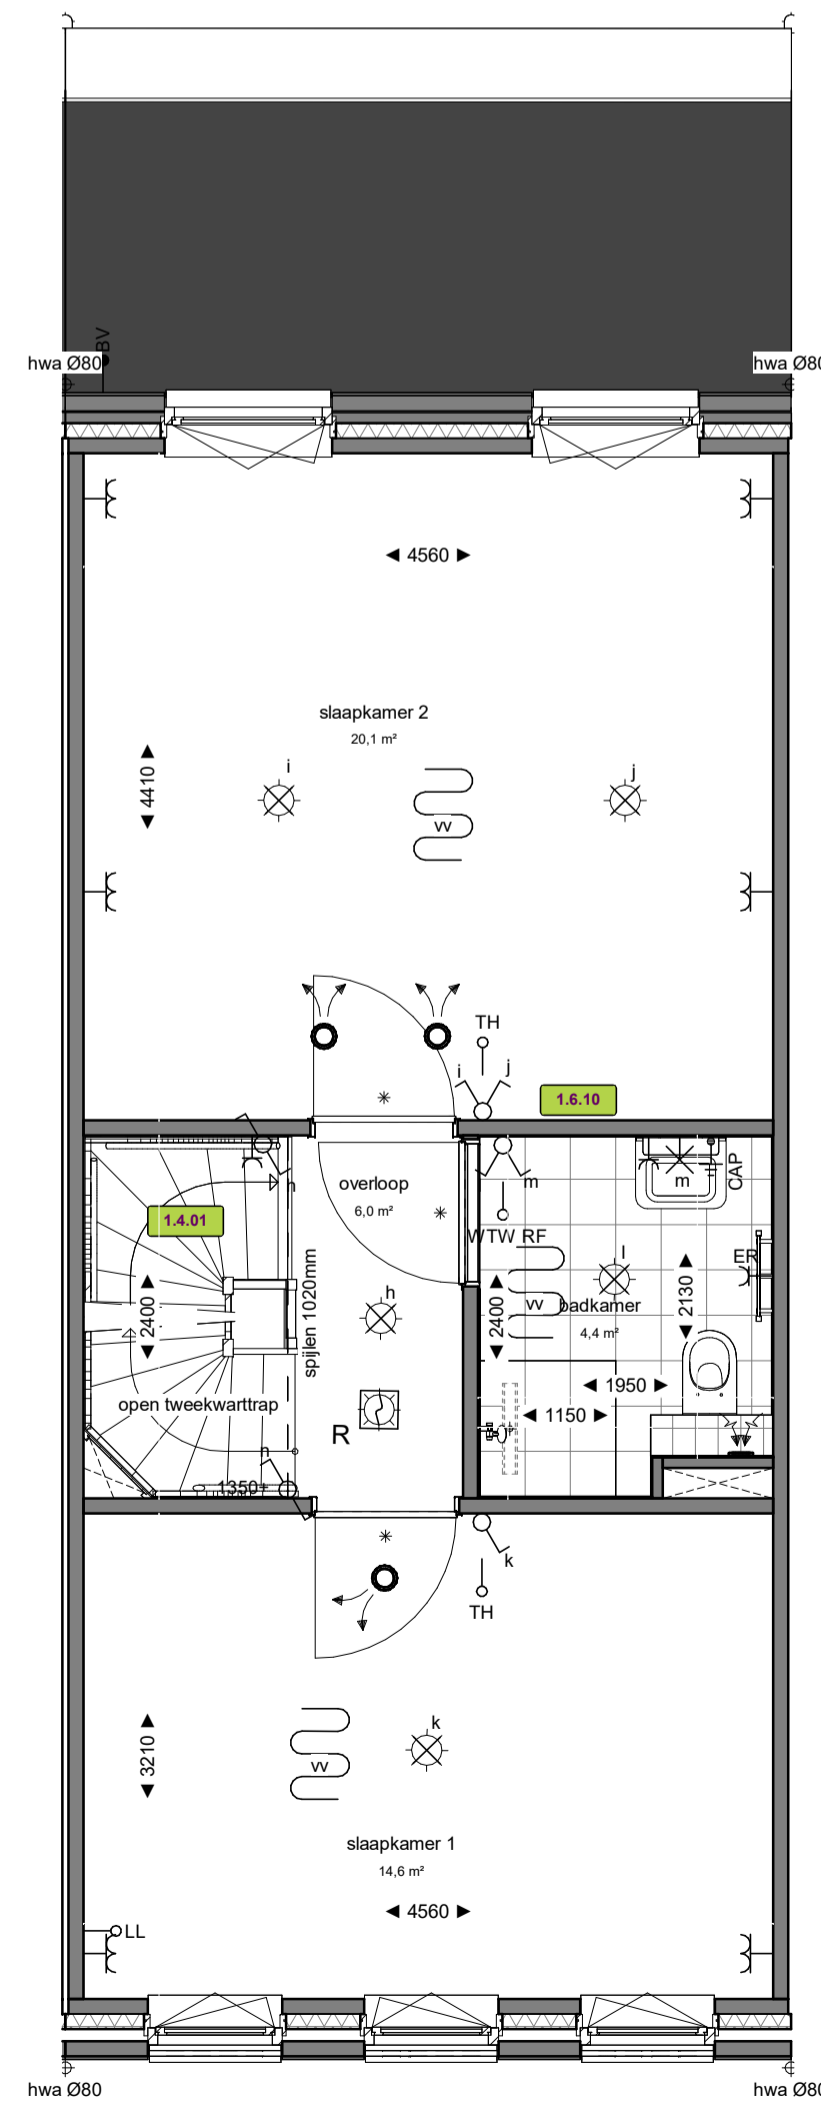 BV
hwa Ø80
hwa Ø80
4560
slaapkamer 2
20,1 m²
4410
i
j
vv
TH
i
j
1.6.10
overloop
6,0 m²
n
m
m
CAP
1.4.01
WTW RF
l
ER
2400
spijlen 1020mm
h
2400
vv
badkamer
4,4 m²
2130
1950
1150
open tweekwarttrap
R
n
1350+
k
TH
3210
vv
k
slaapkamer 1
14,6 m²
4560
LL
hwa Ø80
hwa Ø80